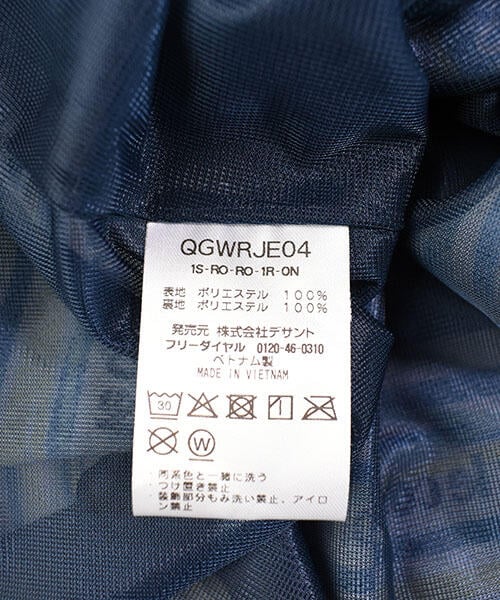 QGWRJE04
1S-RO-RO-1R-ON
表地 ポリエステル 100%
裏地 ポリエステル 100%
発売元 株式会社デサント
フリーダイヤル 0120-46-0310
ベトナム製
MADE IN VIETNAM
30
W
・同系色と一緒に洗う
・つけ置き禁止
・装飾部分もみ洗い禁止、アイロ
ン禁止